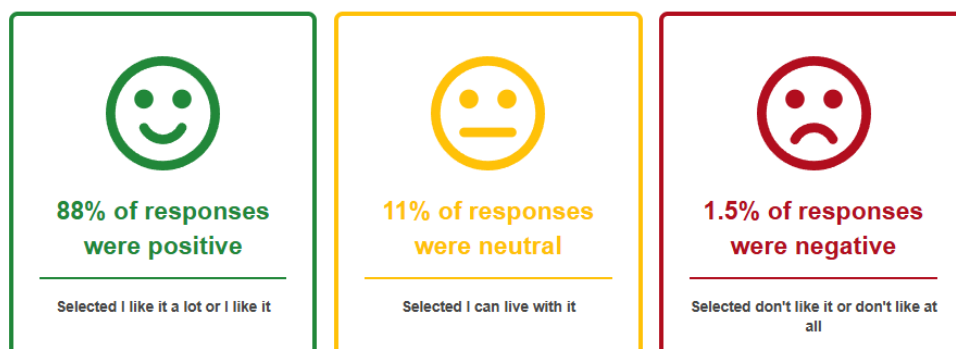 88% of responses
were positive
Selected I like it a lot or I like it
11% of responses
were neutral
Selected I can live with it
1.5% of responses
were negative
Selected don't like it or don't like at
all